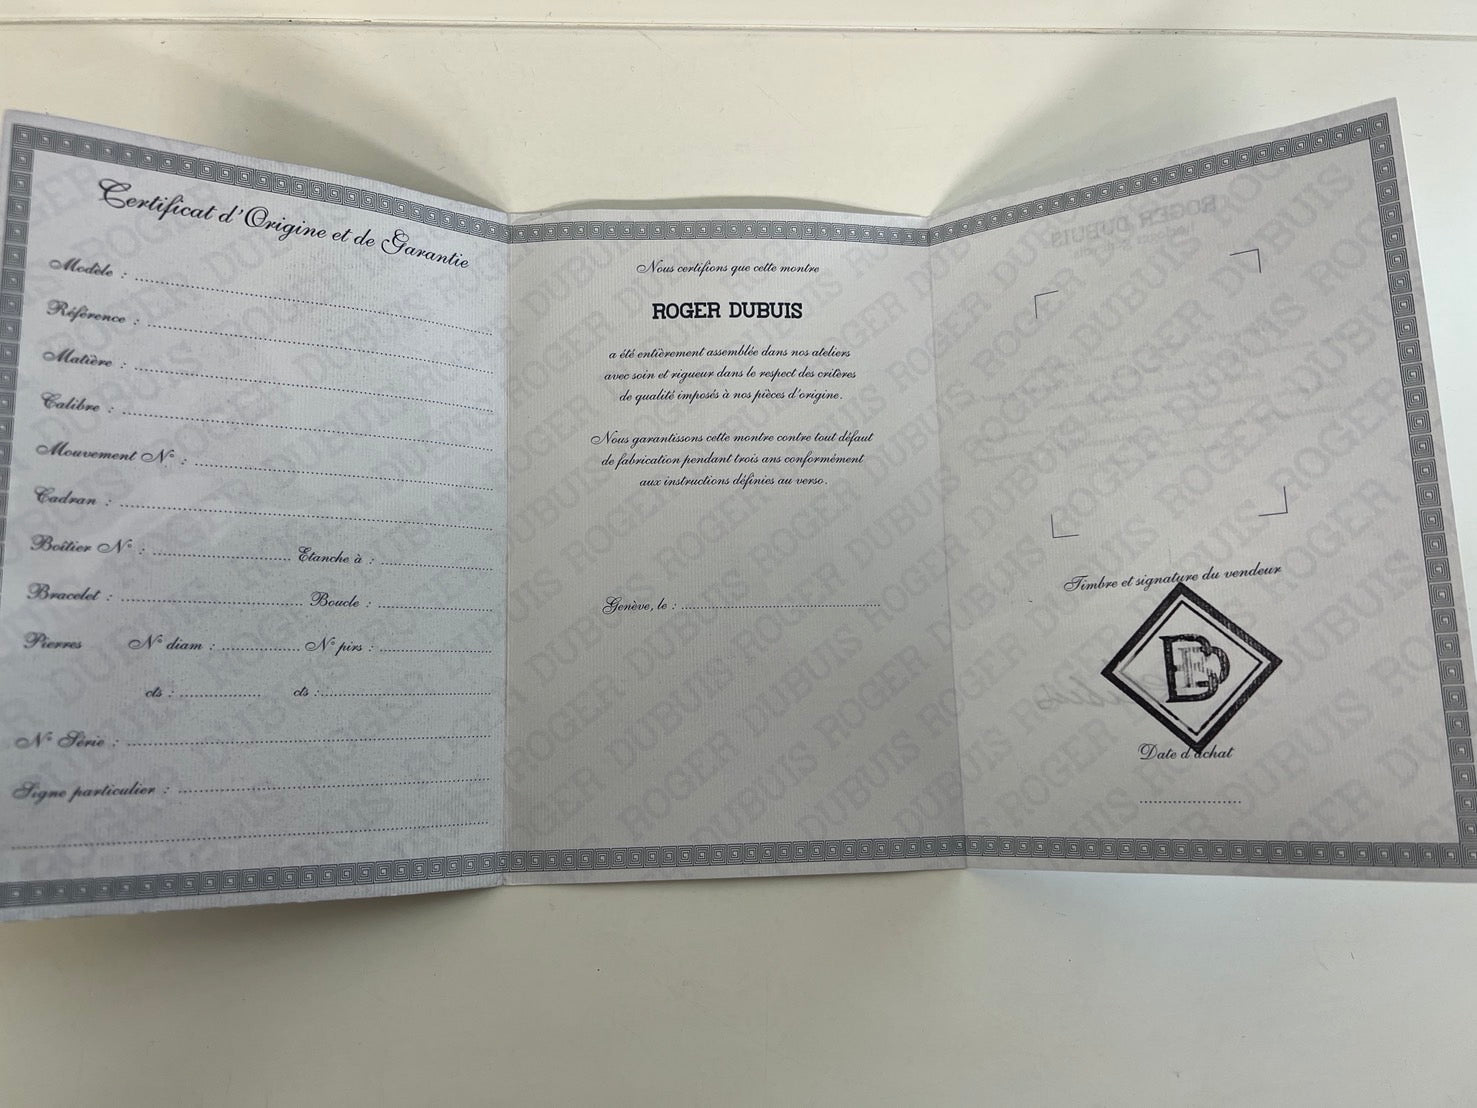 Certificat d'Origine et de Garantie
Modèle :
Référence :
Matière :
Calibre :
Mouvement N° :
Cadran :
Boîtier N° : Etanche à :
Bracelet : Boucle :
Pierres N° diam : N° pirs :
cts : cts :
N° Série :
Signe particulier :
Nous certifions que cette montre
ROGER DUBUIS
a été entièrement assemblée dans nos ateliers
avec soin et rigueur dans le respect des critères
de qualité imposés à nos pièces d'origine.
Nous garantissons cette montre contre tout défaut
de fabrication pendant trois ans conformément
aux instructions définies au verso.
Genève, le :
Timbre et signature du vendeur
Date d'achat